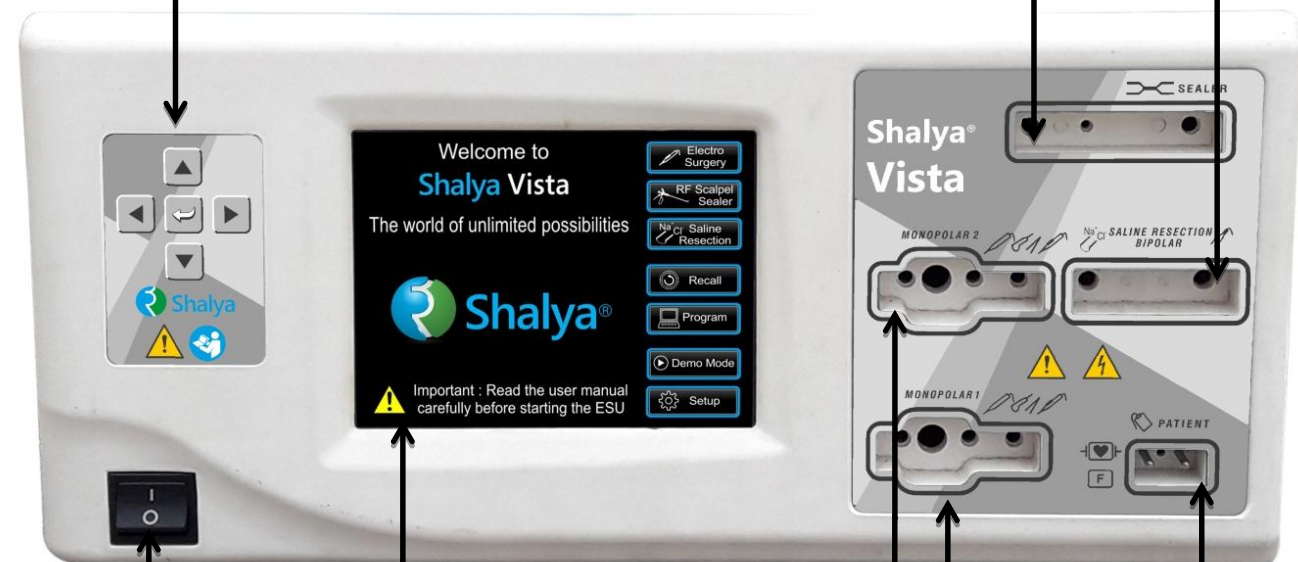 Shalya
Welcome to
Shalya Vista
The world of unlimited possibilities
Shalya®
Important : Read the user manual
carefully before starting the ESU
Electro
Surgery
RF Scalpel
Sealer
Na+Cl- Saline
Resection
Recall
Program
Demo Mode
Setup
SEALER
Shalya®
Vista
MONOPOLAR 2
Na+Cl- SALINE RESECTION
BIPOLAR
MONOPOLAR 1
PATIENT
F
I
O